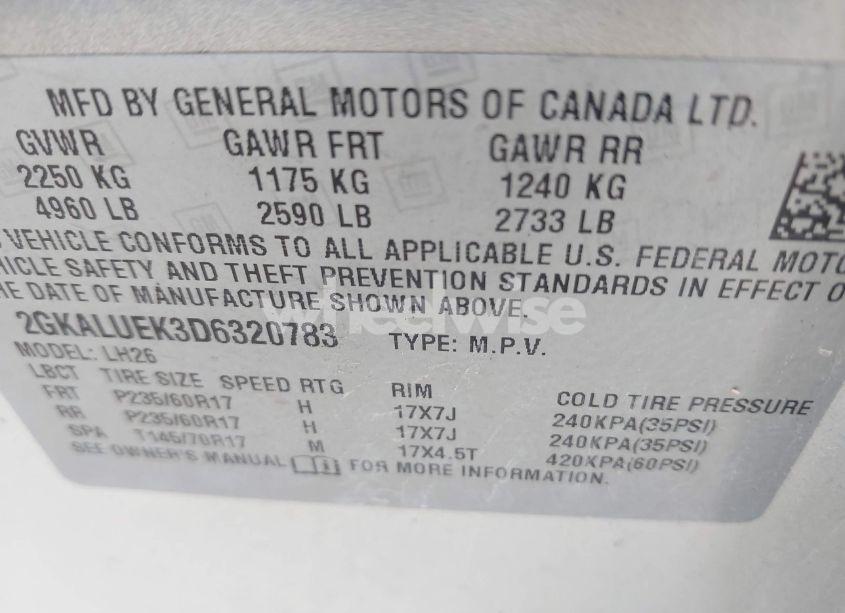 MFD BY GENERAL MOTORS OF CANADA LTD.
GVWR GAWR FRT GAWR RR
2250 KG 1175 KG 1240 KG
4960 LB 2590 LB 2733 LB
VEHICLE CONFORMS TO ALL APPLICABLE U.S. FEDERAL MOTO
HICLE SAFETY AND THEFT PREVENTION STANDARDS IN EFFECT O
HE DATE OF MANUFACTURE SHOWN ABOVE.
wheelwise
2GKALUEK3D6320783 TYPE: M.P.V.
MODEL: LH26
LBCT TIRE SIZE SPEED RTG RIM COLD TIRE PRESSURE
FRT P235/60R17 H 17X7J 240KPA(35PSI)
RR P235/60R17 H 17X7J 240KPA(35PSI)
SPA T145/70R17 M 17X4.5T 420KPA(60PSI)
SEE OWNER'S MANUAL FOR MORE INFORMATION.